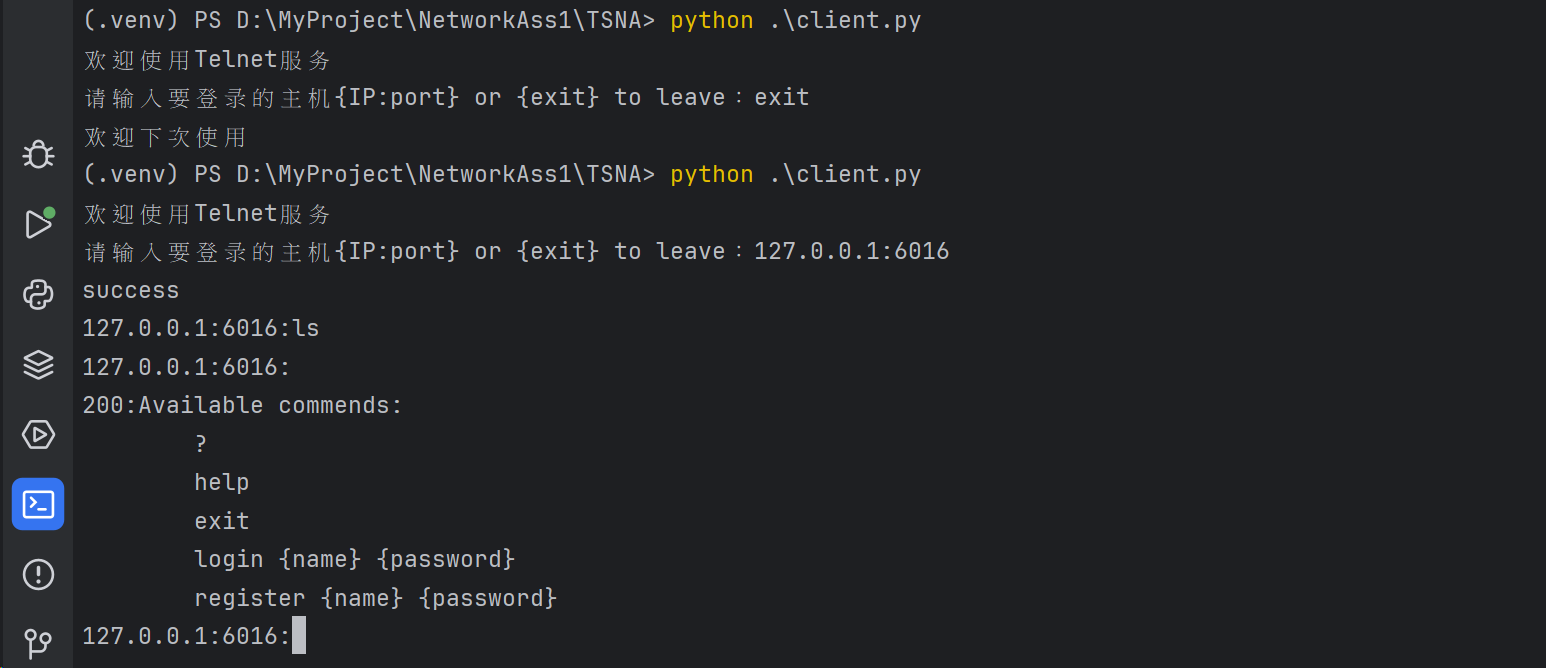 (.venv) PS D:\MyProject\NetworkAss1\TSNA> python .\client.py
欢迎使用Telnet服务
请输入要登录的主机{IP:port} or {exit} to leave：exit
欢迎下次使用
(.venv) PS D:\MyProject\NetworkAss1\TSNA> python .\client.py
欢迎使用Telnet服务
请输入要登录的主机{IP:port} or {exit} to leave：127.0.0.1:6016
success
127.0.0.1:6016:ls
127.0.0.1:6016:
200:Available commends:
        ?
        help
        exit
        login {name} {password}
        register {name} {password}
127.0.0.1:6016: